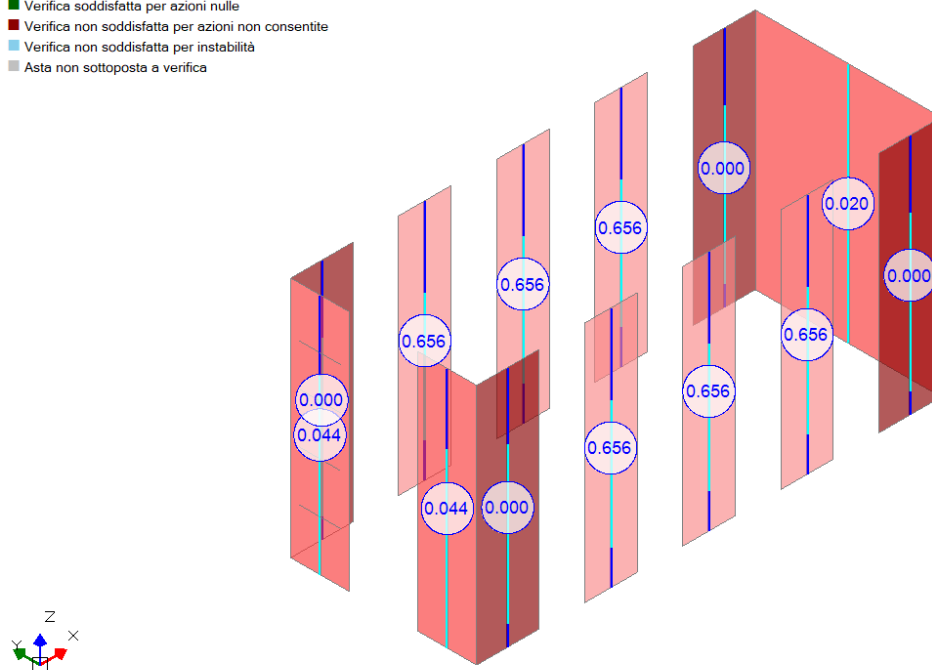 Verifica soddisfatta per azioni nulle
Verifica non soddisfatta per azioni non consentite
Verifica non soddisfatta per instabilità
Asta non sottoposta a verifica
0.000
0.020
0.656
0.000
0.656
0.656
0.656
0.656
0.000
0.044
0.656
0.044
0.000
Z
Y
X